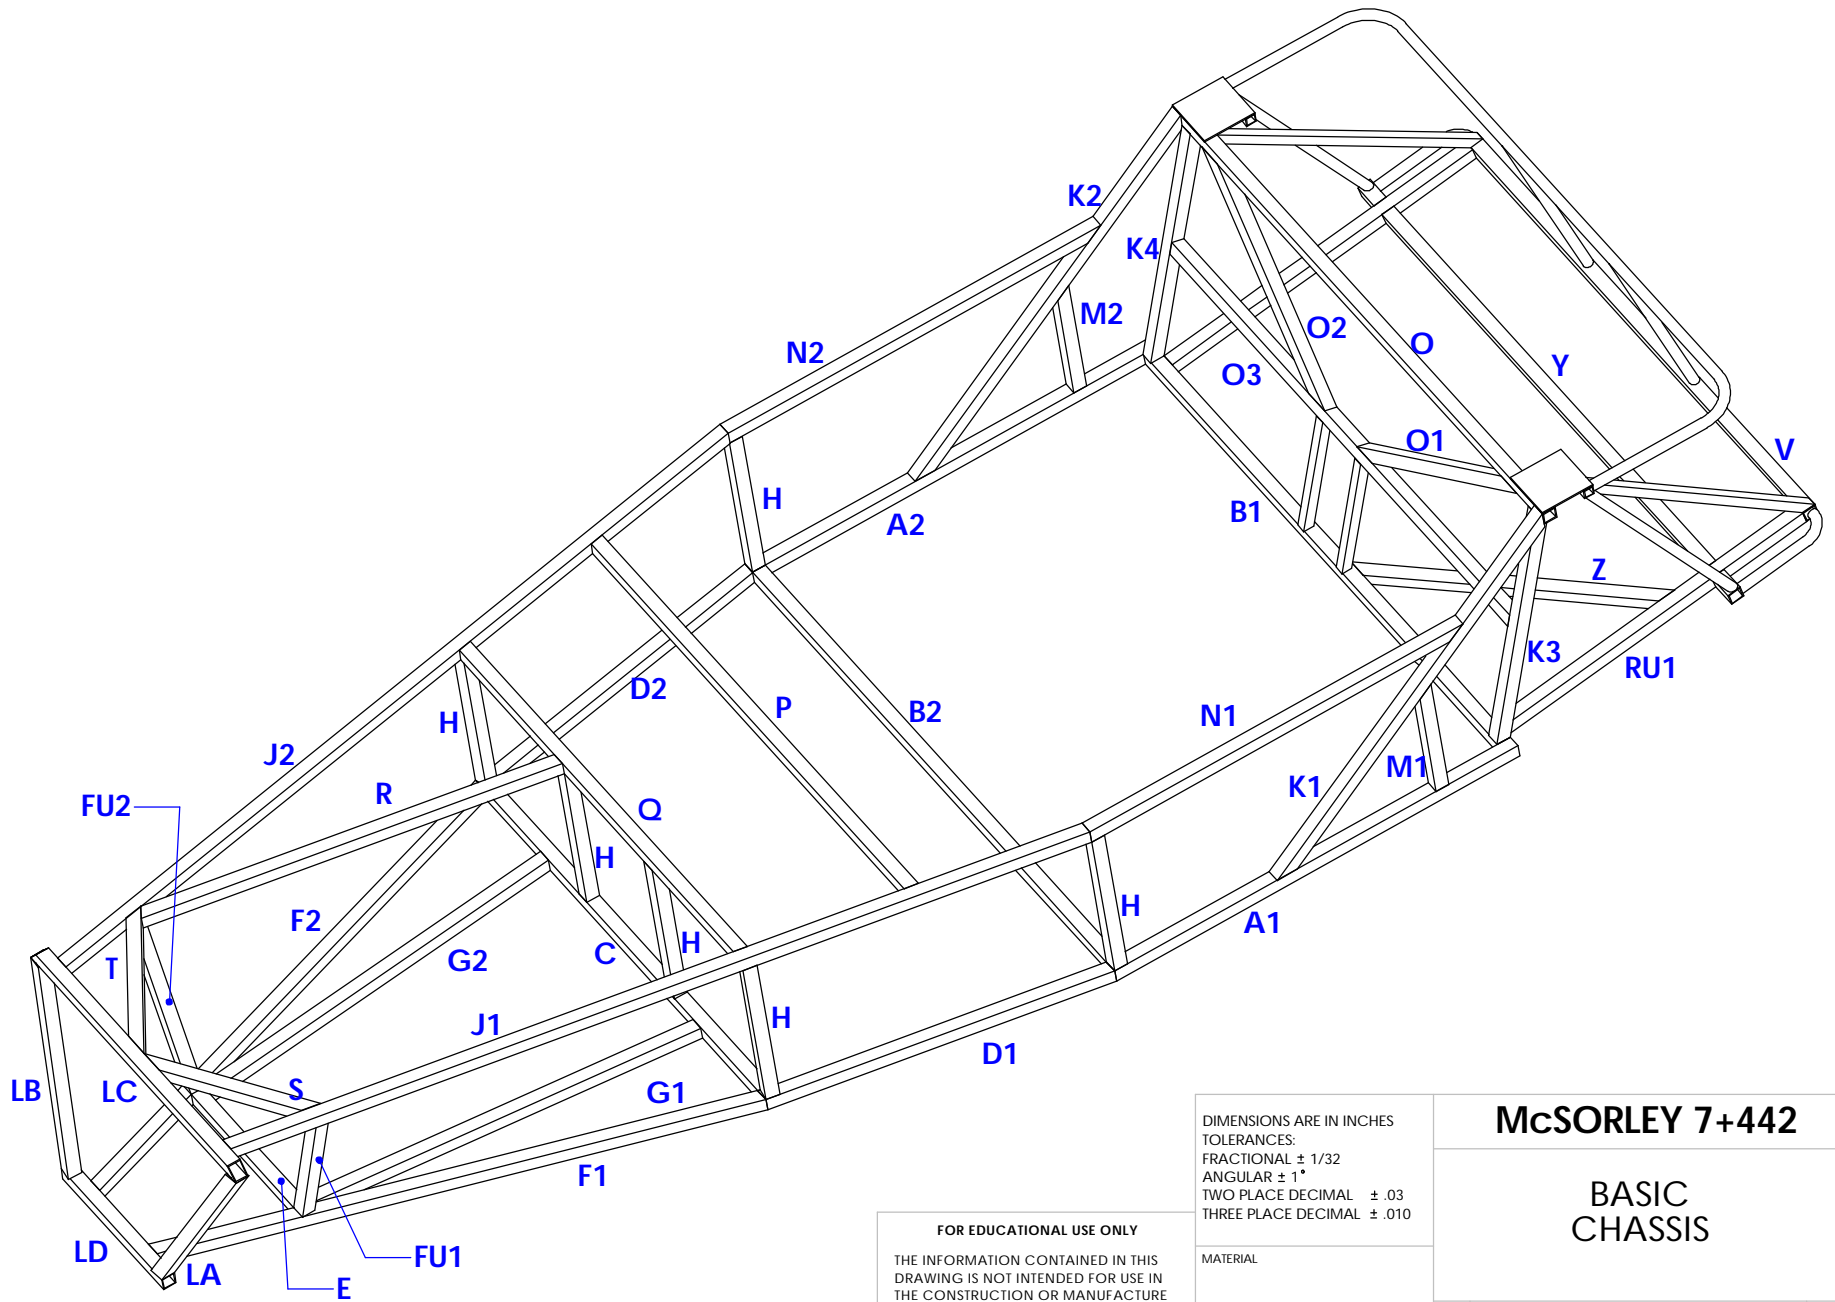 K2
K4
M2
N2
O2
O
O3
Y
O1
V
H
A2
B1
Z
K3
RU1
D2
P
B2
N1
H
J2
M1
R
K1
FU2
Q
H
F2
H
A1
C
H
G2
T
J1
H
D1
LB
LC
S
G1
F1
LD
LA
FU1
E
DIMENSIONS ARE IN INCHES
TOLERANCES:
FRACTIONAL ± 1/32
ANGULAR ± 1°
TWO PLACE DECIMAL ± .03
THREE PLACE DECIMAL ± .010
MATERIAL
McSORLEY 7+442
BASIC
CHASSIS
FOR EDUCATIONAL USE ONLY
THE INFORMATION CONTAINED IN THIS
DRAWING IS NOT INTENDED FOR USE IN
THE CONSTRUCTION OR MANUFACTURE